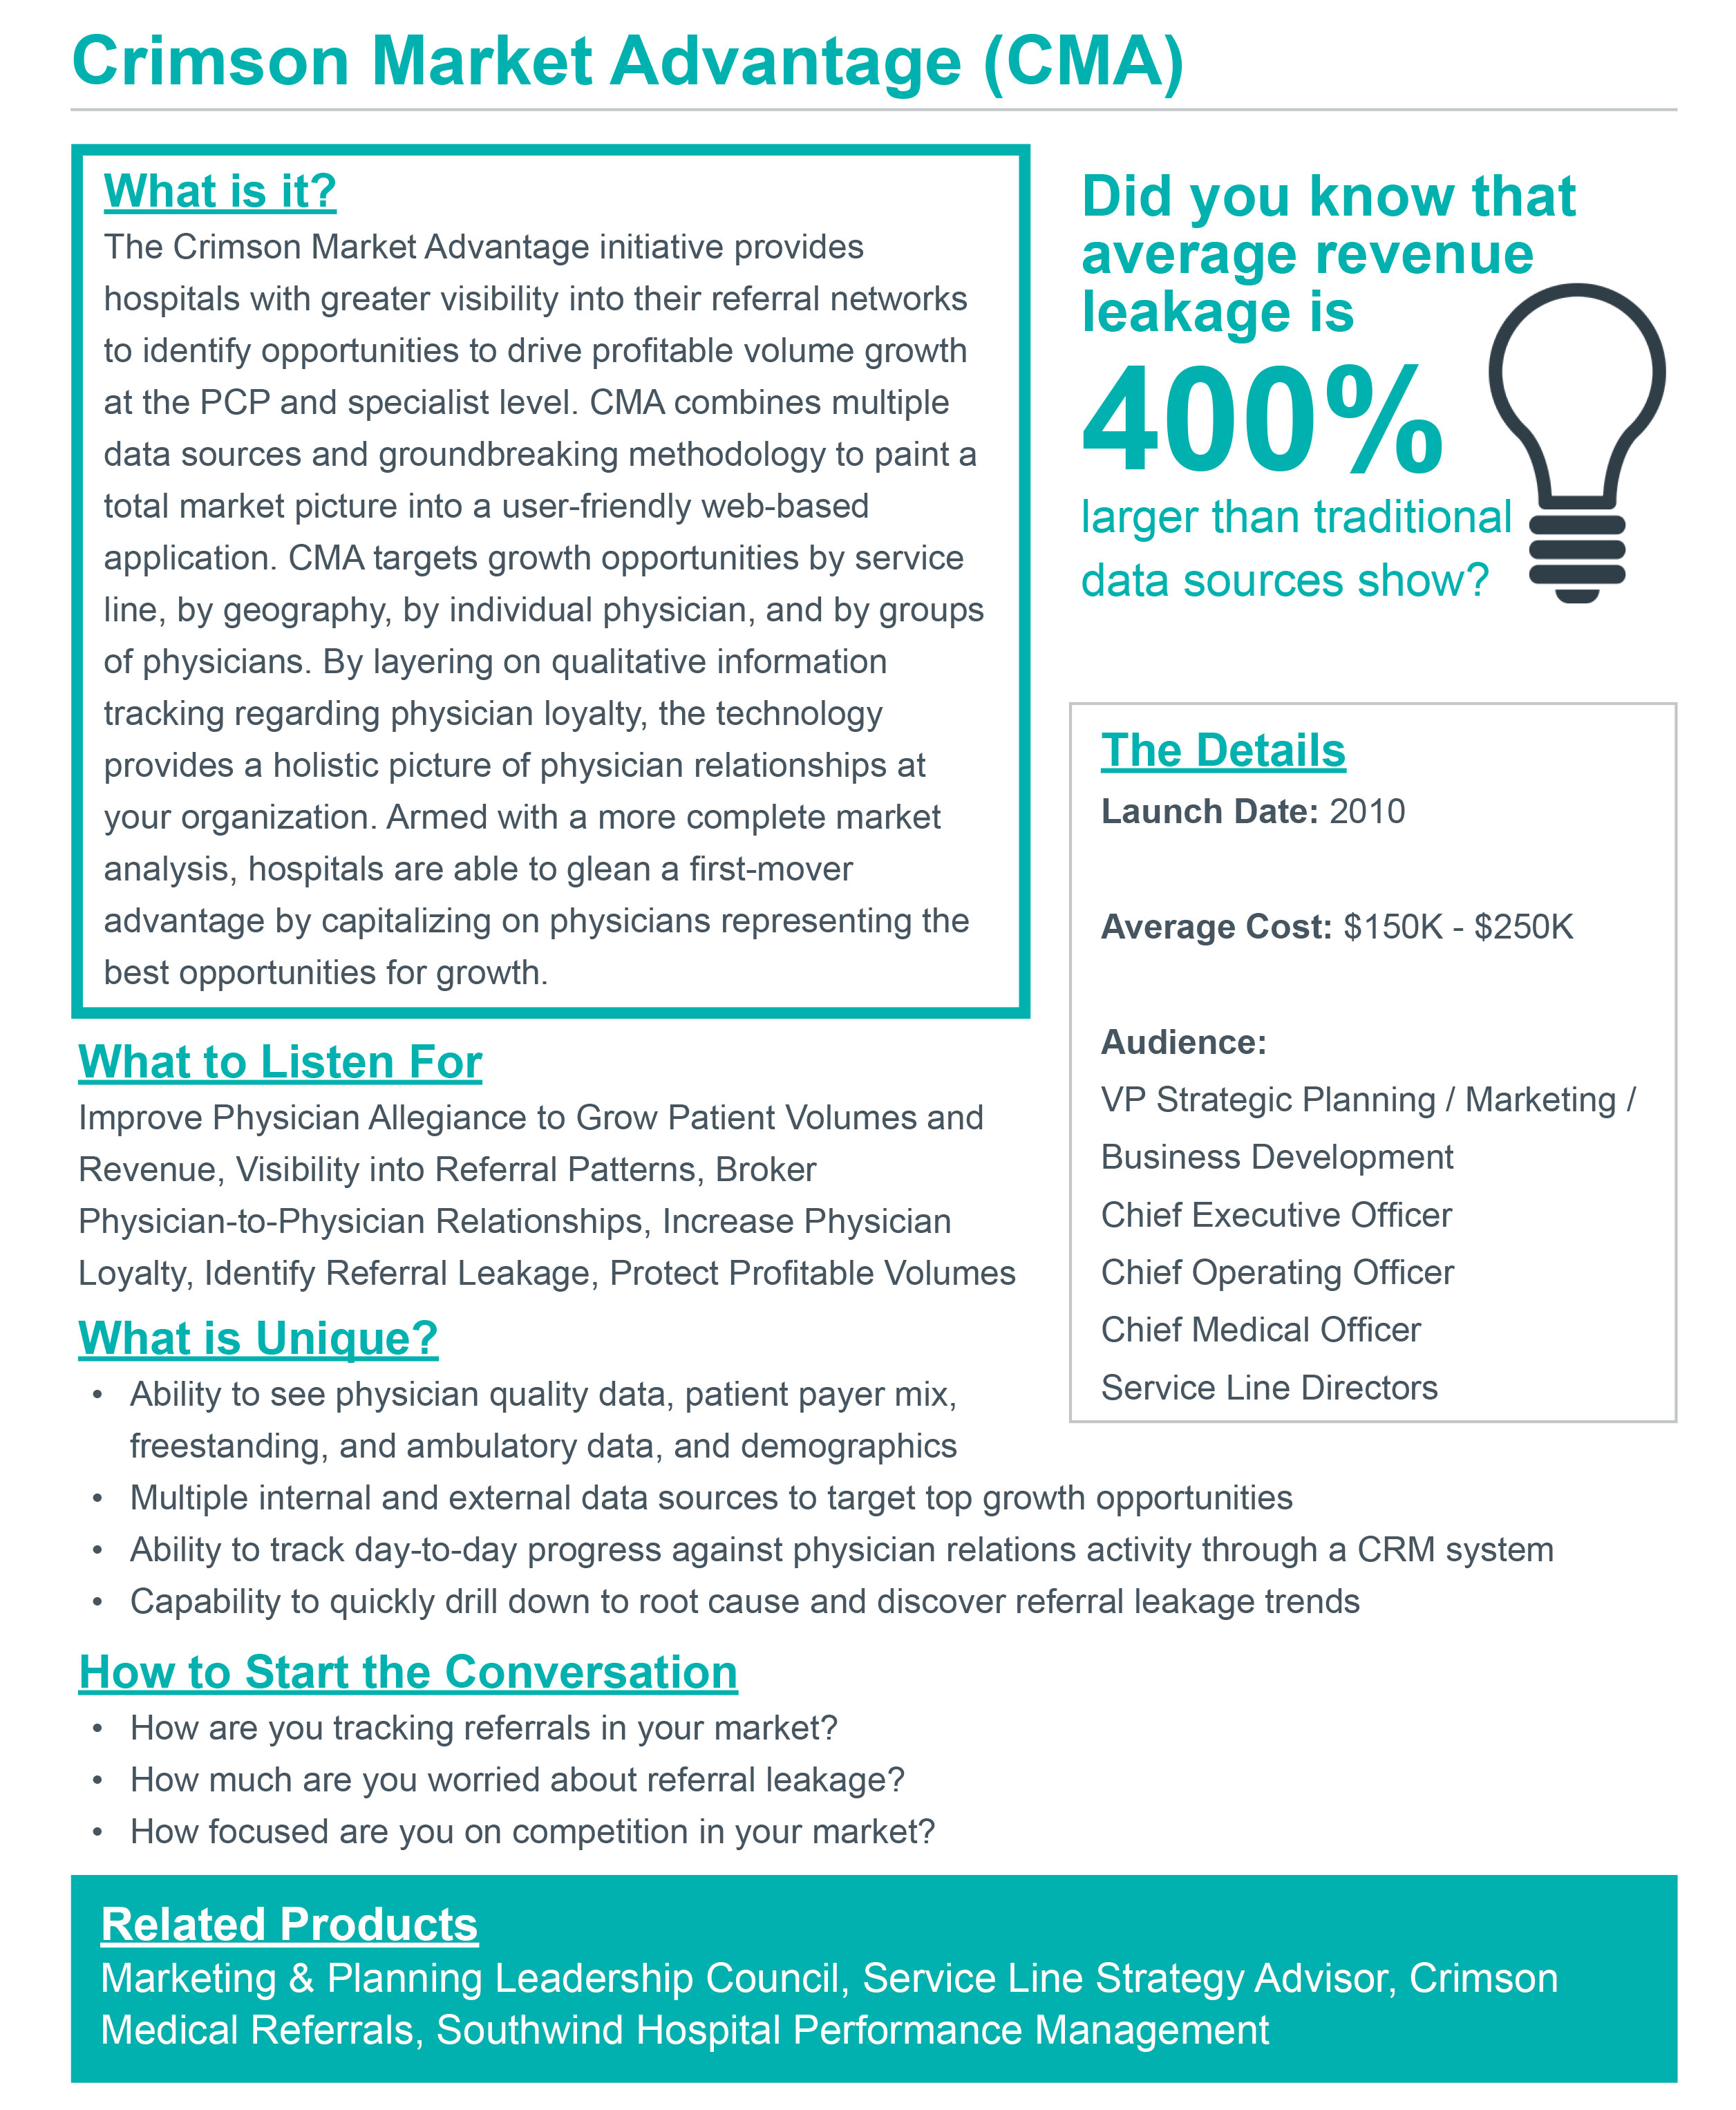 Crimson Market Advantage (CMA)
What is it?
The Crimson Market Advantage initiative provides
hospitals with greater visibility into their referral networks
to identify opportunities to drive profitable volume growth
at the PCP and specialist level. CMA combines multiple
data sources and groundbreaking methodology to paint a
total market picture into a user-friendly web-based
application. CMA targets growth opportunities by service
line, by geography, by individual physician, and by groups
of physicians. By layering on qualitative information
tracking regarding physician loyalty, the technology
provides a holistic picture of physician relationships at
your organization. Armed with a more complete market
analysis, hospitals are able to glean a first-mover
advantage by capitalizing on physicians representing the
best opportunities for growth.
Did you know that
average revenue
leakage is
400%
larger than traditional
data sources show?
The Details
Launch Date: 2010
Average Cost: $150K - $250K
Audience:
VP Strategic Planning / Marketing /
Business Development
Chief Executive Officer
Chief Operating Officer
Chief Medical Officer
Service Line Directors
What to Listen For
Improve Physician Allegiance to Grow Patient Volumes and
Revenue, Visibility into Referral Patterns, Broker
Physician-to-Physician Relationships, Increase Physician
Loyalty, Identify Referral Leakage, Protect Profitable Volumes
What is Unique?
• Ability to see physician quality data, patient payer mix,
freestanding, and ambulatory data, and demographics
• Multiple internal and external data sources to target top growth opportunities
• Ability to track day-to-day progress against physician relations activity through a CRM system
• Capability to quickly drill down to root cause and discover referral leakage trends
How to Start the Conversation
• How are you tracking referrals in your market?
• How much are you worried about referral leakage?
• How focused are you on competition in your market?
Related Products
Marketing & Planning Leadership Council, Service Line Strategy Advisor, Crimson
Medical Referrals, Southwind Hospital Performance Management